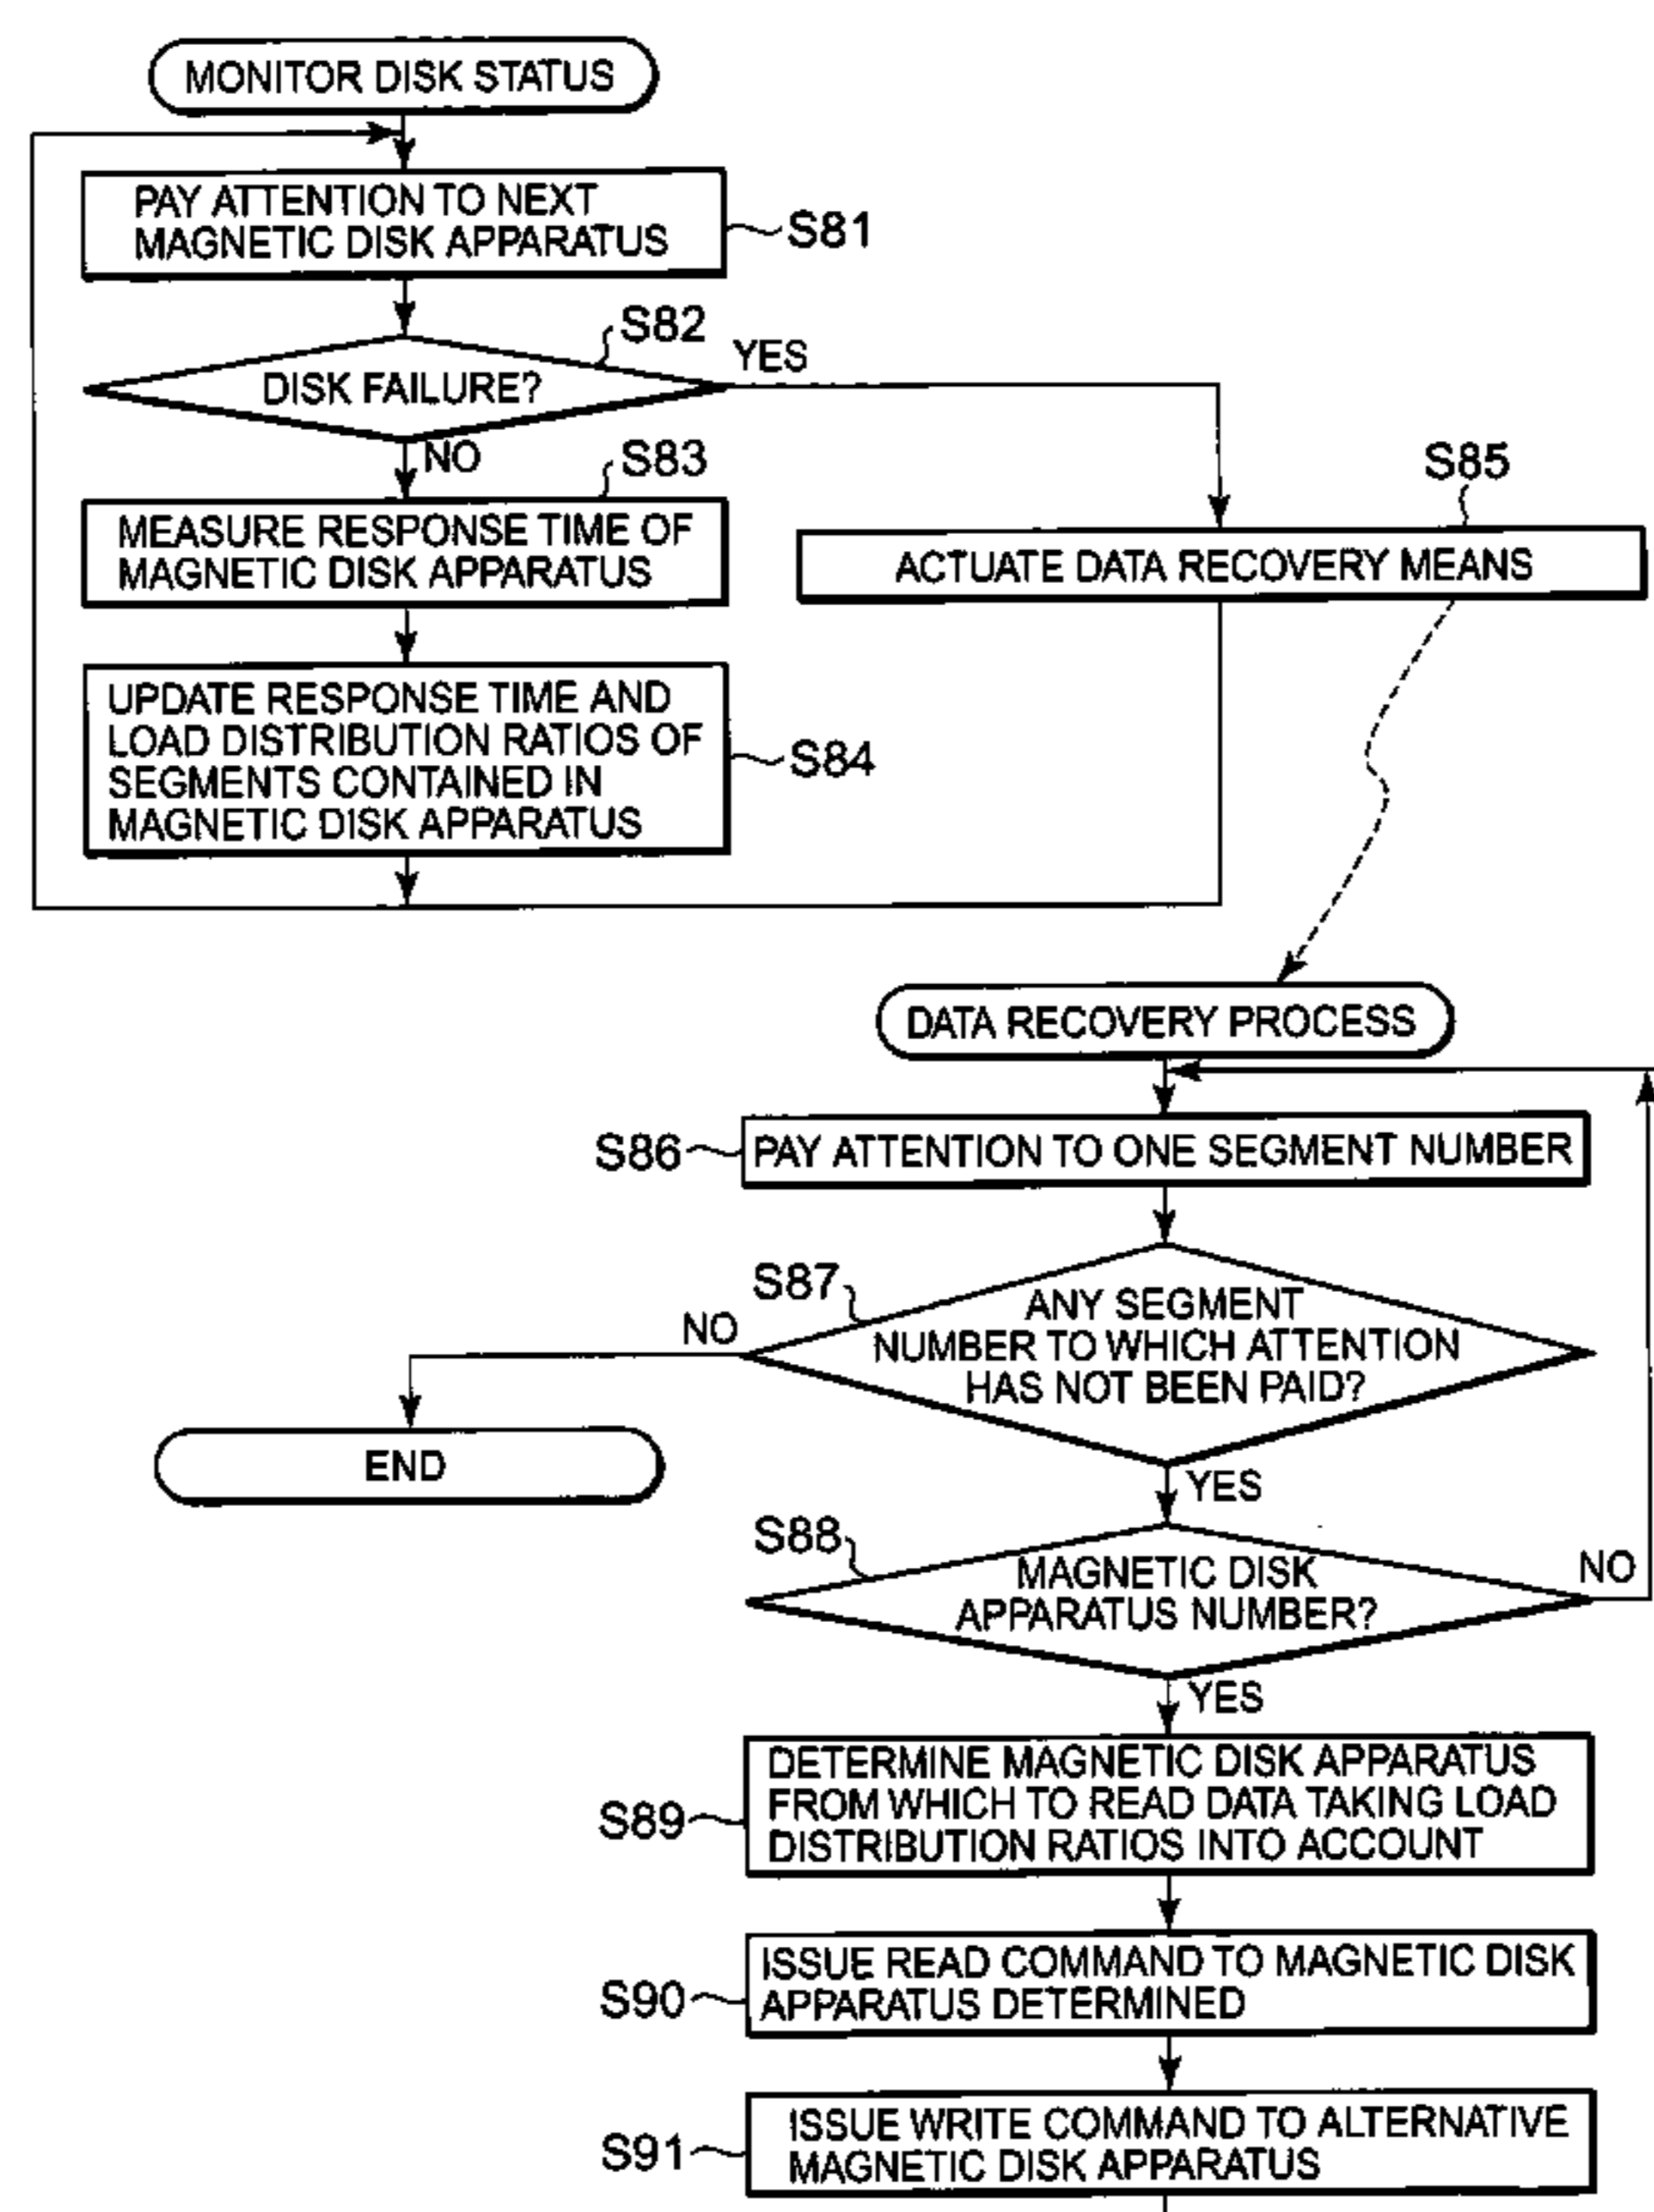 MONITOR DISK STATUS
PAY ATTENTION TO NEXT
MAGNETIC DISK APPARATUS
S81
S82
DISK FAILURE?
YES
NO
S83
MEASURE RESPONSE TIME OF
MAGNETIC DISK APPARATUS
S85
ACTUATE DATA RECOVERY MEANS
UPDATE RESPONSE TIME AND
LOAD DISTRIBUTION RATIOS OF
SEGMENTS CONTAINED IN
MAGNETIC DISK APPARATUS
S84
DATA RECOVERY PROCESS
S86
PAY ATTENTION TO ONE SEGMENT NUMBER
S87
ANY SEGMENT
NUMBER TO WHICH ATTENTION
HAS NOT BEEN PAID?
NO
END
YES
S88
MAGNETIC DISK
APPARATUS NUMBER?
NO
YES
S89
DETERMINE MAGNETIC DISK APPARATUS
FROM WHICH TO READ DATA TAKING LOAD
DISTRIBUTION RATIOS INTO ACCOUNT
S90
ISSUE READ COMMAND TO MAGNETIC DISK
APPARATUS DETERMINED
S91
ISSUE WRITE COMMAND TO ALTERNATIVE
MAGNETIC DISK APPARATUS